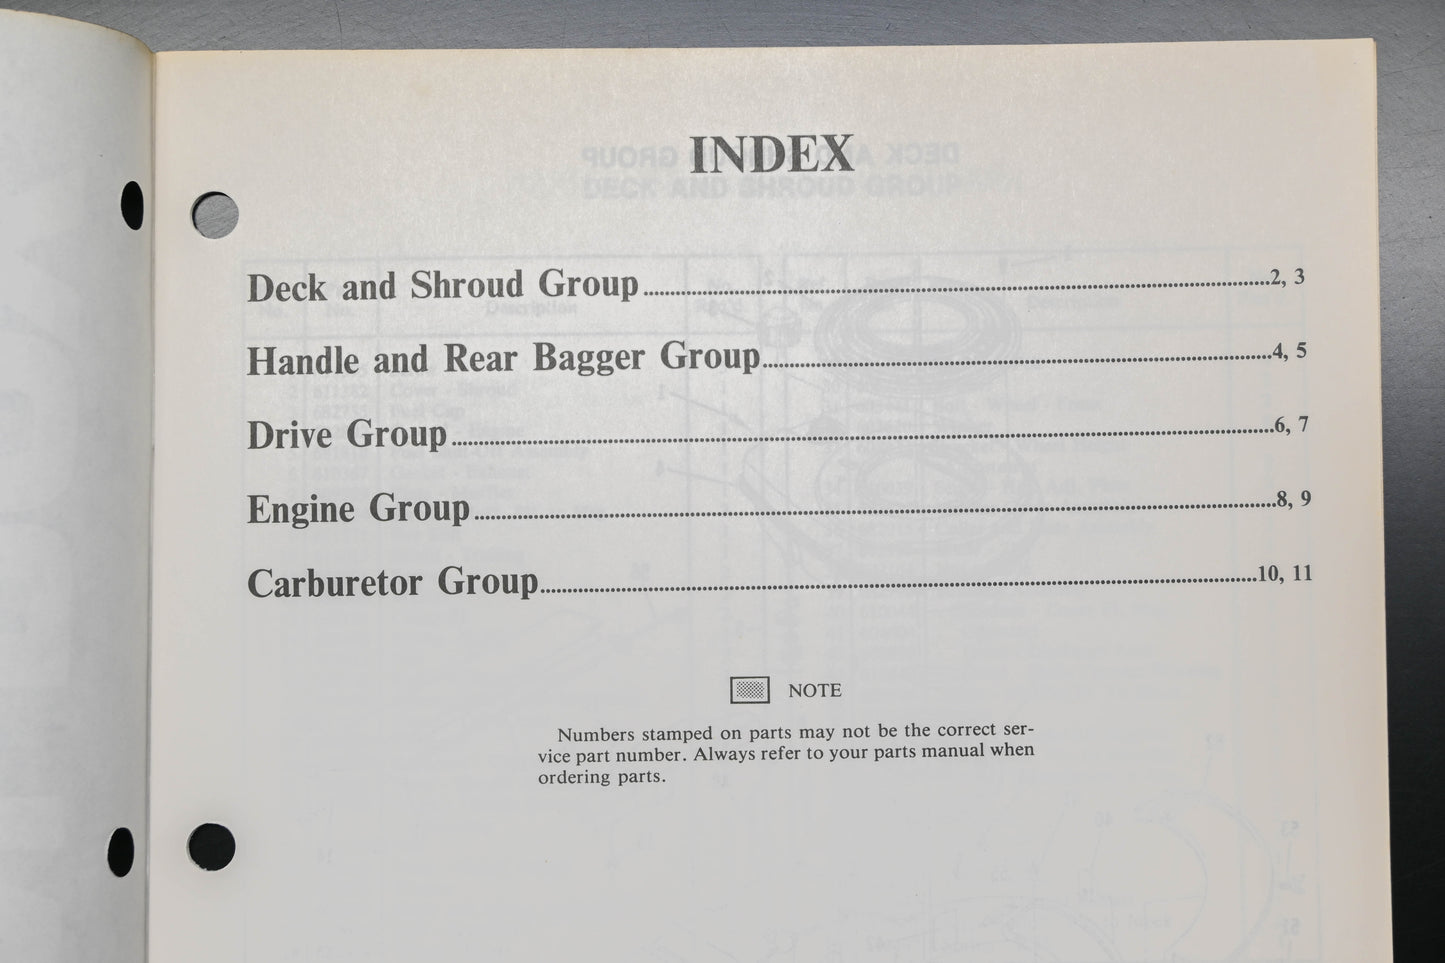 INDEX
Deck and Shroud Group..........2, 3
Handle and Rear Bagger Group..........4, 5
Drive Group..........6, 7
Engine Group..........8, 9
Carburetor Group..........10, 11
NOTE
Numbers stamped on parts may not be the correct ser-
vice part number. Always refer to your parts manual when
ordering parts.